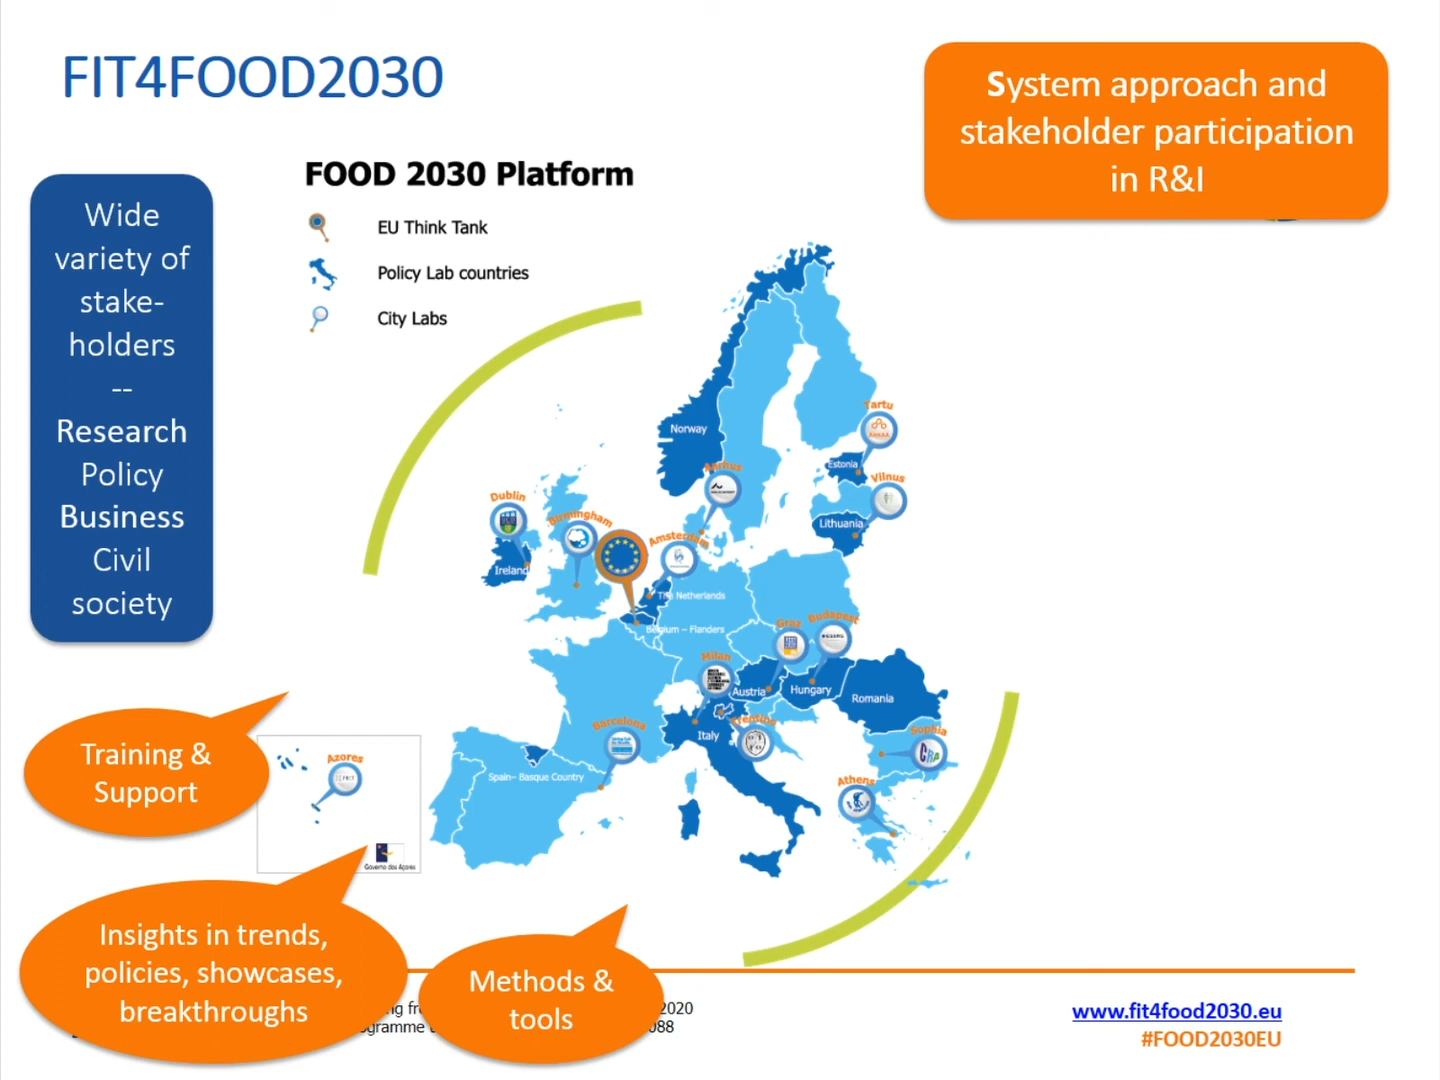 FIT4FOOD2030
System approach and
stakeholder participation
in R&I
FOOD 2030 Platform
EU Think Tank
Policy Lab countries
City Labs
Wide
variety of
stake-
holders
--
Research
Policy
Business
Civil
society
Norway
Tartu
Estonia
Aarhus
Vilnus
Lithuania
Dublin
Birmingham
Amsterdam
Ireland
The Netherlands
Belgium – Flanders
Graz
Budapest
Milan
Austria
Hungary
Romania
Barcelona
Italy
Trentino
Sophia
Spain– Basque Country
Athens
Azores
Governo dos Açores
Training &
Support
Insights in trends,
policies, showcases,
breakthroughs
Methods &
tools
2020
088
www.fit4food2030.eu
#FOOD2030EU